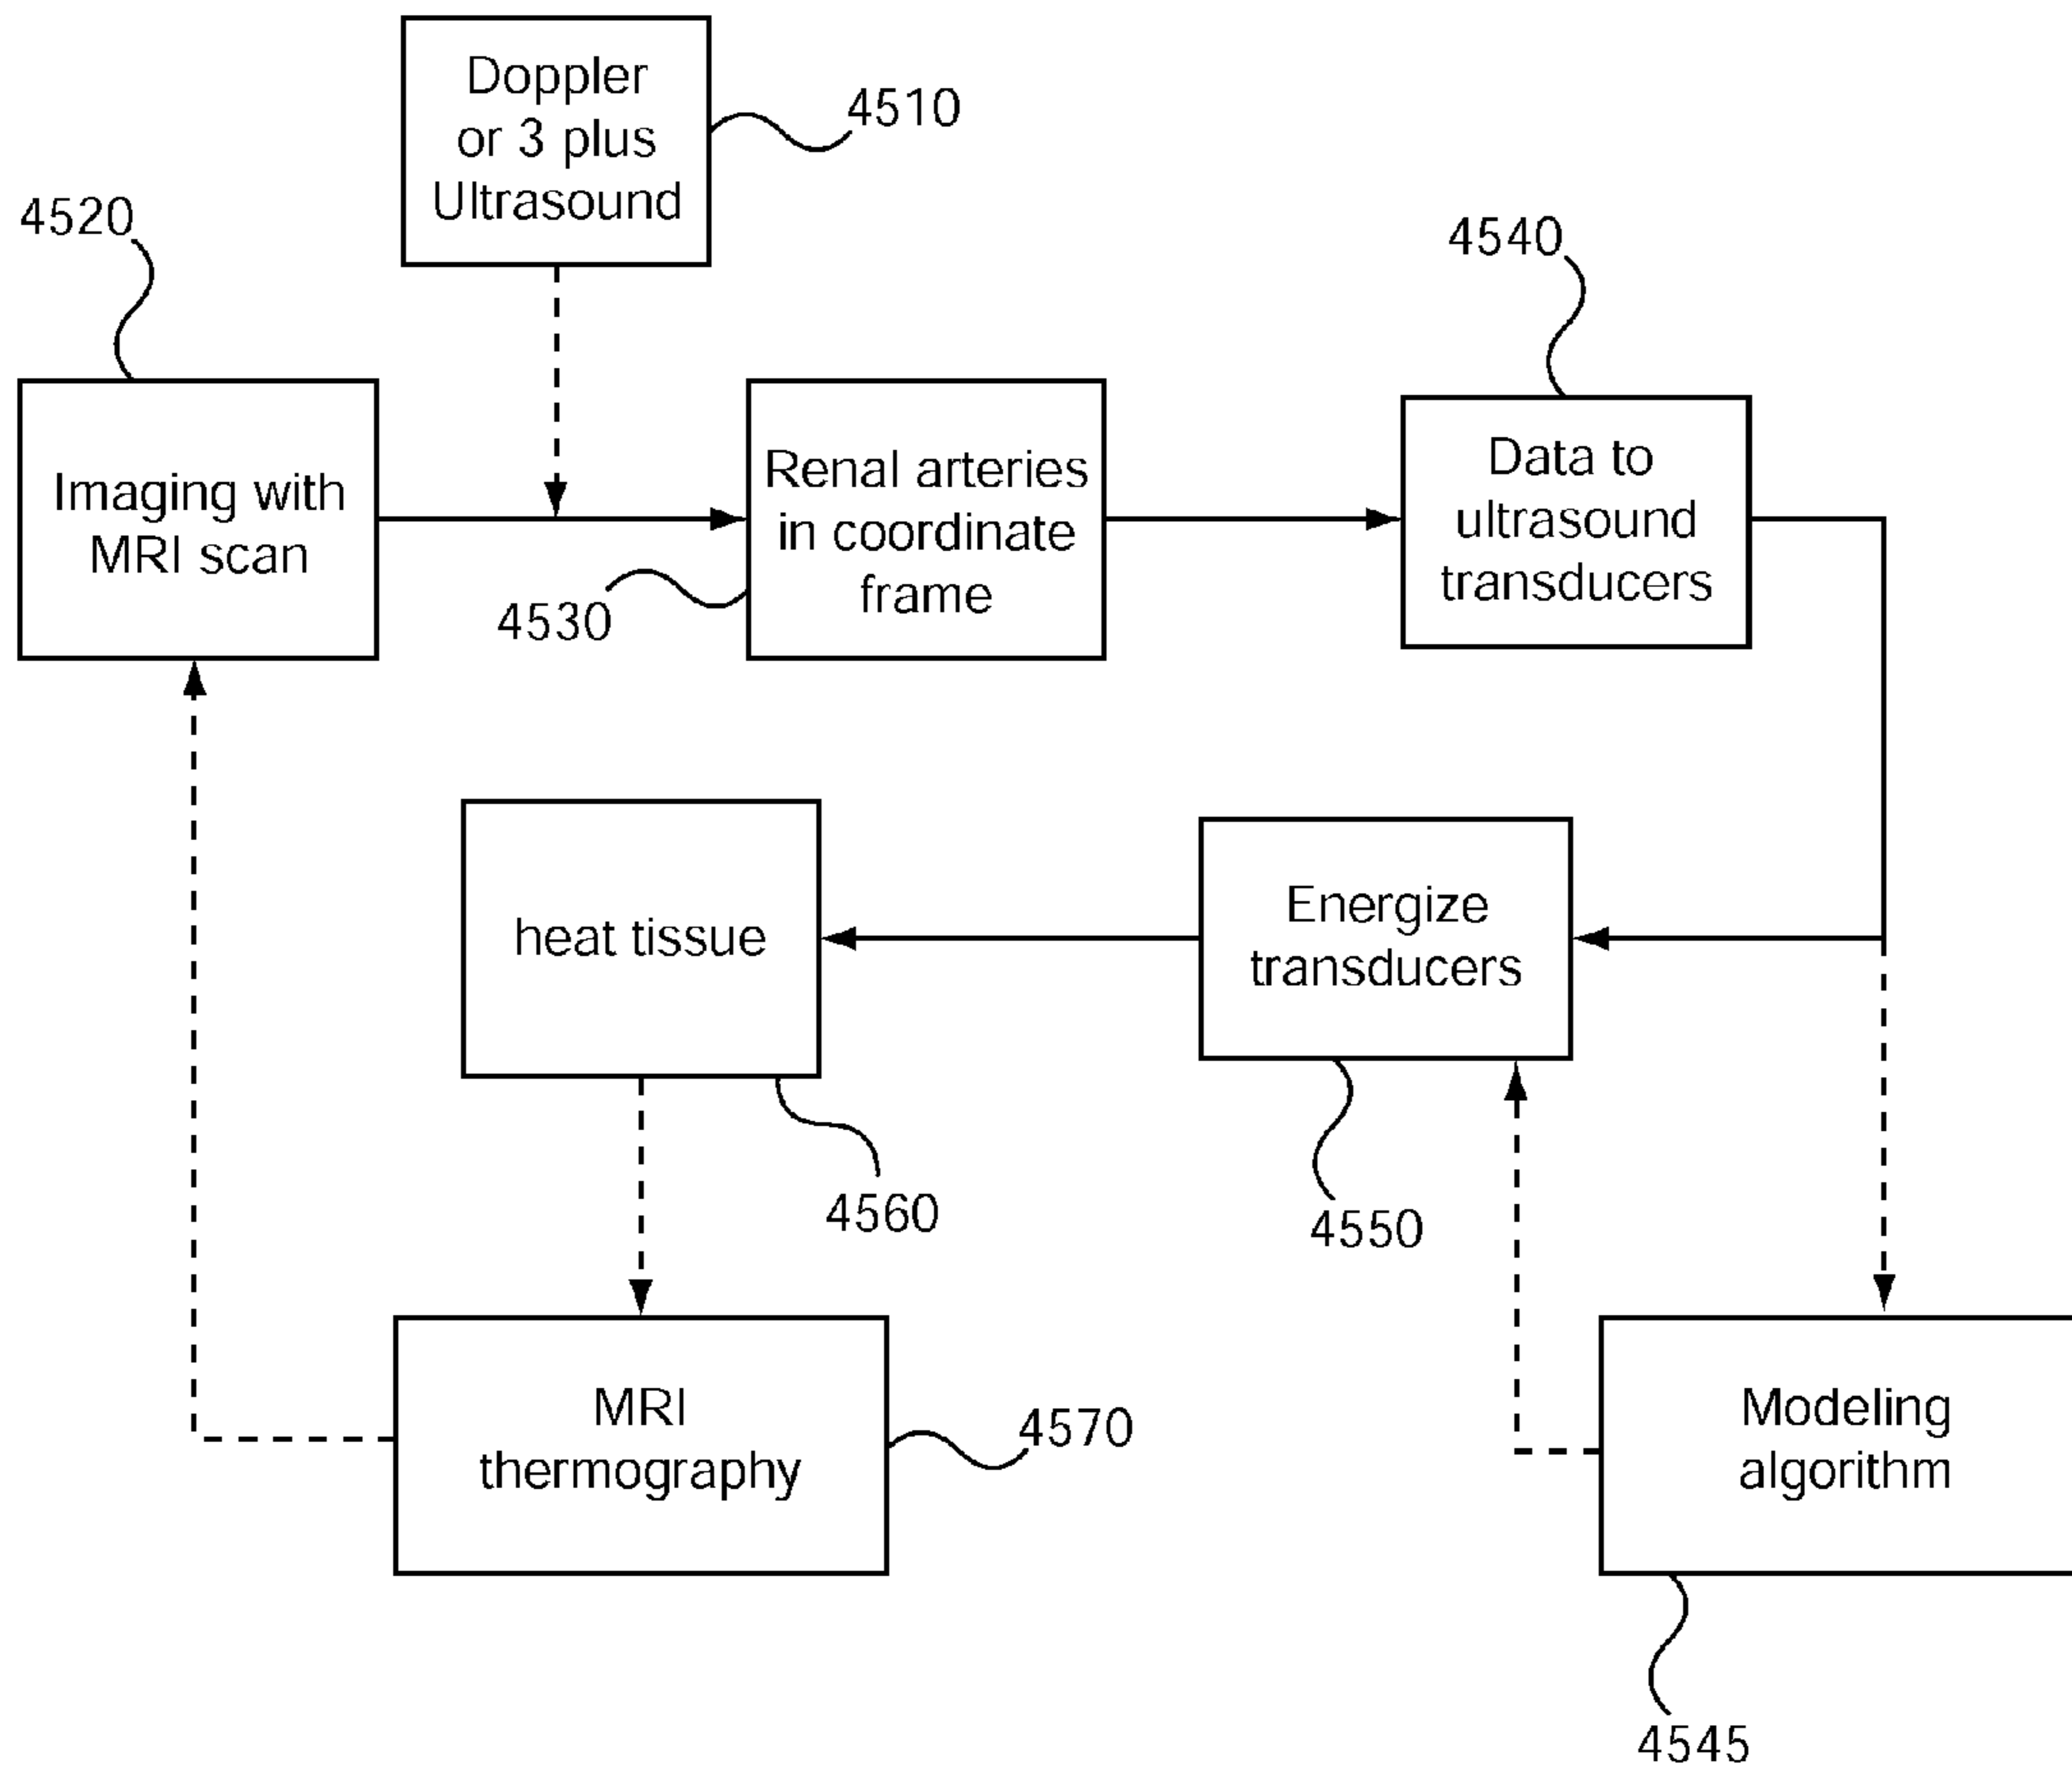 Doppler
or 3 plus
Ultrasound
4510
4520
4540
Imaging with
MRI scan
Renal arteries
in coordinate
frame
4530
Data to
ultrasound
transducers
heat tissue
Energize
transducers
4560
4550
MRI
thermography
4570
Modeling
algorithm
4545